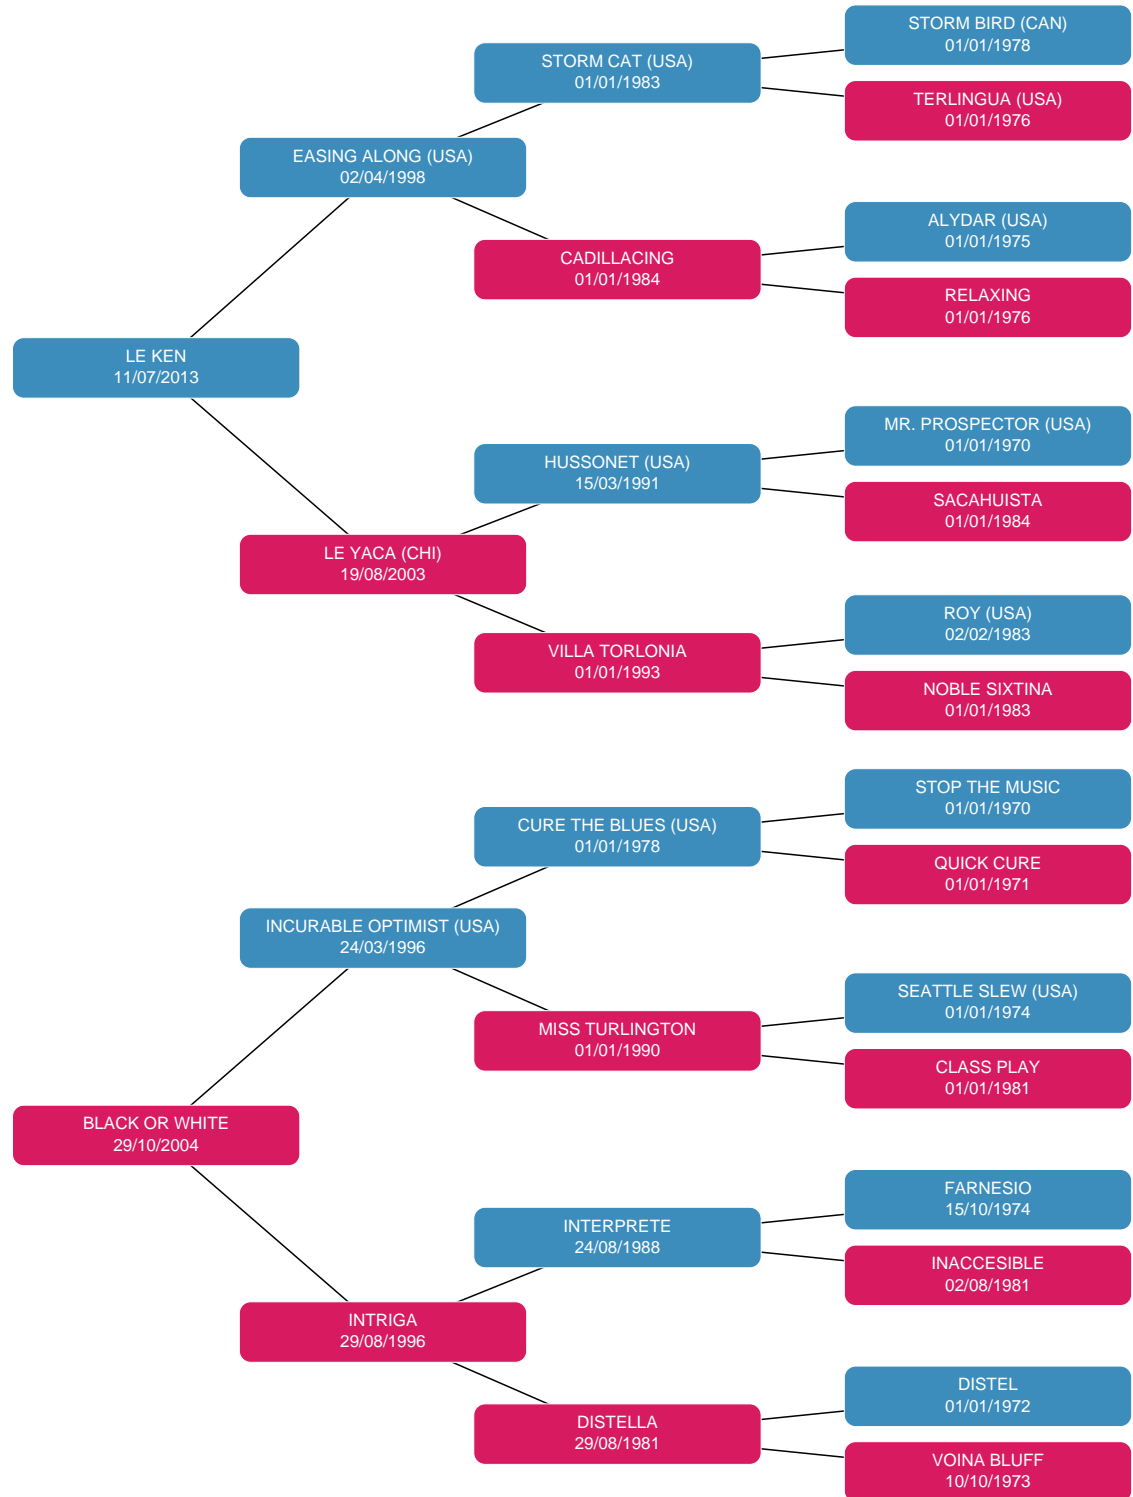 STORM BIRD (CAN)
01/01/1978
STORM CAT (USA)
01/01/1983
TERLINGUA (USA)
01/01/1976
EASING ALONG (USA)
02/04/1998
ALYDAR (USA)
01/01/1975
CADILLACING
01/01/1984
RELAXING
01/01/1976
LE KEN
11/07/2013
MR. PROSPECTOR (USA)
01/01/1970
HUSSONET (USA)
15/03/1991
SACAHUISTA
01/01/1984
LE YACA (CHI)
19/08/2003
ROY (USA)
02/02/1983
VILLA TORLONIA
01/01/1993
NOBLE SIXTINA
01/01/1983
STOP THE MUSIC
01/01/1970
CURE THE BLUES (USA)
01/01/1978
QUICK CURE
01/01/1971
INCURABLE OPTIMIST (USA)
24/03/1996
SEATTLE SLEW (USA)
01/01/1974
MISS TURLINGTON
01/01/1990
CLASS PLAY
01/01/1981
BLACK OR WHITE
29/10/2004
FARNESIO
15/10/1974
INTERPRETE
24/08/1988
INACCESIBLE
02/08/1981
INTRIGA
29/08/1996
DISTEL
01/01/1972
DISTELLA
29/08/1981
VOINA BLUFF
10/10/1973